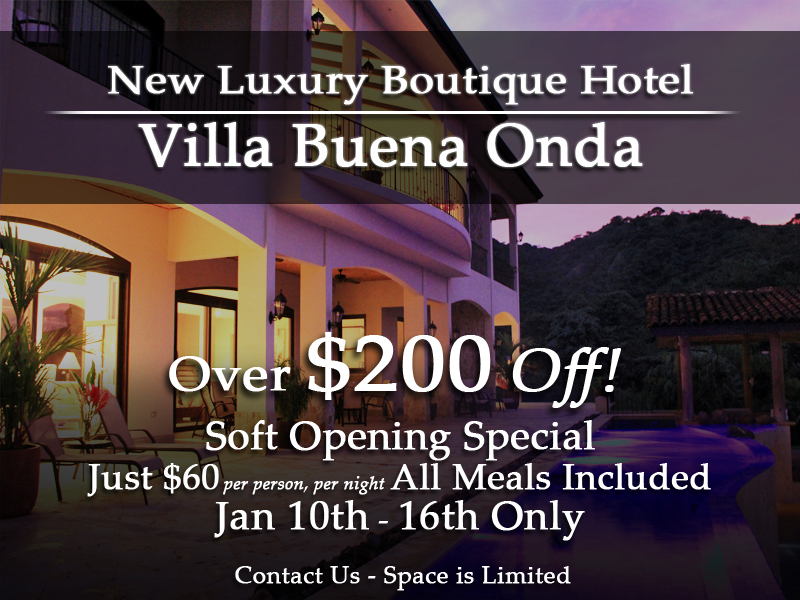 New Luxury Boutique Hotel
Villa Buena Onda
Over $200 Off!
Soft Opening Special
Just $60 per person, per night All Meals Included
Jan 10th - 16th Only
Contact Us - Space is Limited